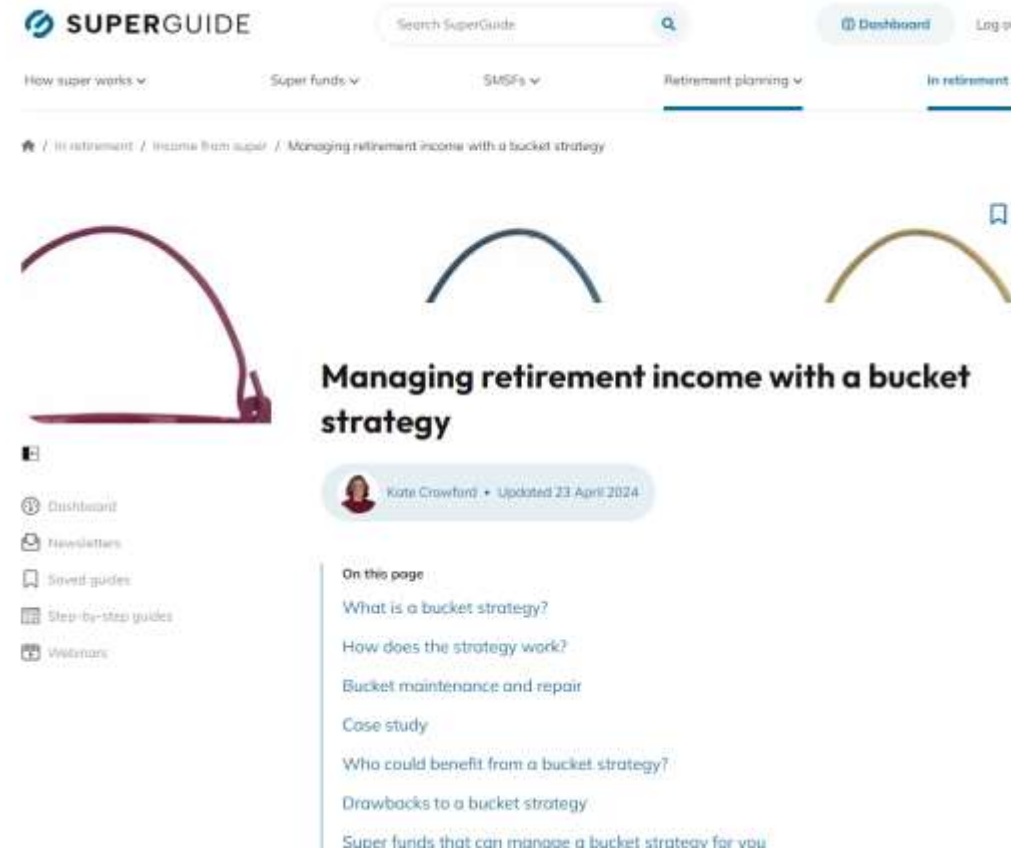 SUPERGUIDE
Search SuperGuide
Dashboard
Log o
How super works
Super funds
SMSFs
Retirement planning
In retirement
/ In retirement / Income from super / Managing retirement income with a bucket strategy
Managing retirement income with a bucket
strategy
Kate Crawford • Updated 23 April 2024
Dashboard
Newsletters
Saved guides
Step-by-step guides
Webinars
On this page
What is a bucket strategy?
How does the strategy work?
Bucket maintenance and repair
Case study
Who could benefit from a bucket strategy?
Drawbacks to a bucket strategy
Super funds that can manage a bucket strategy for you